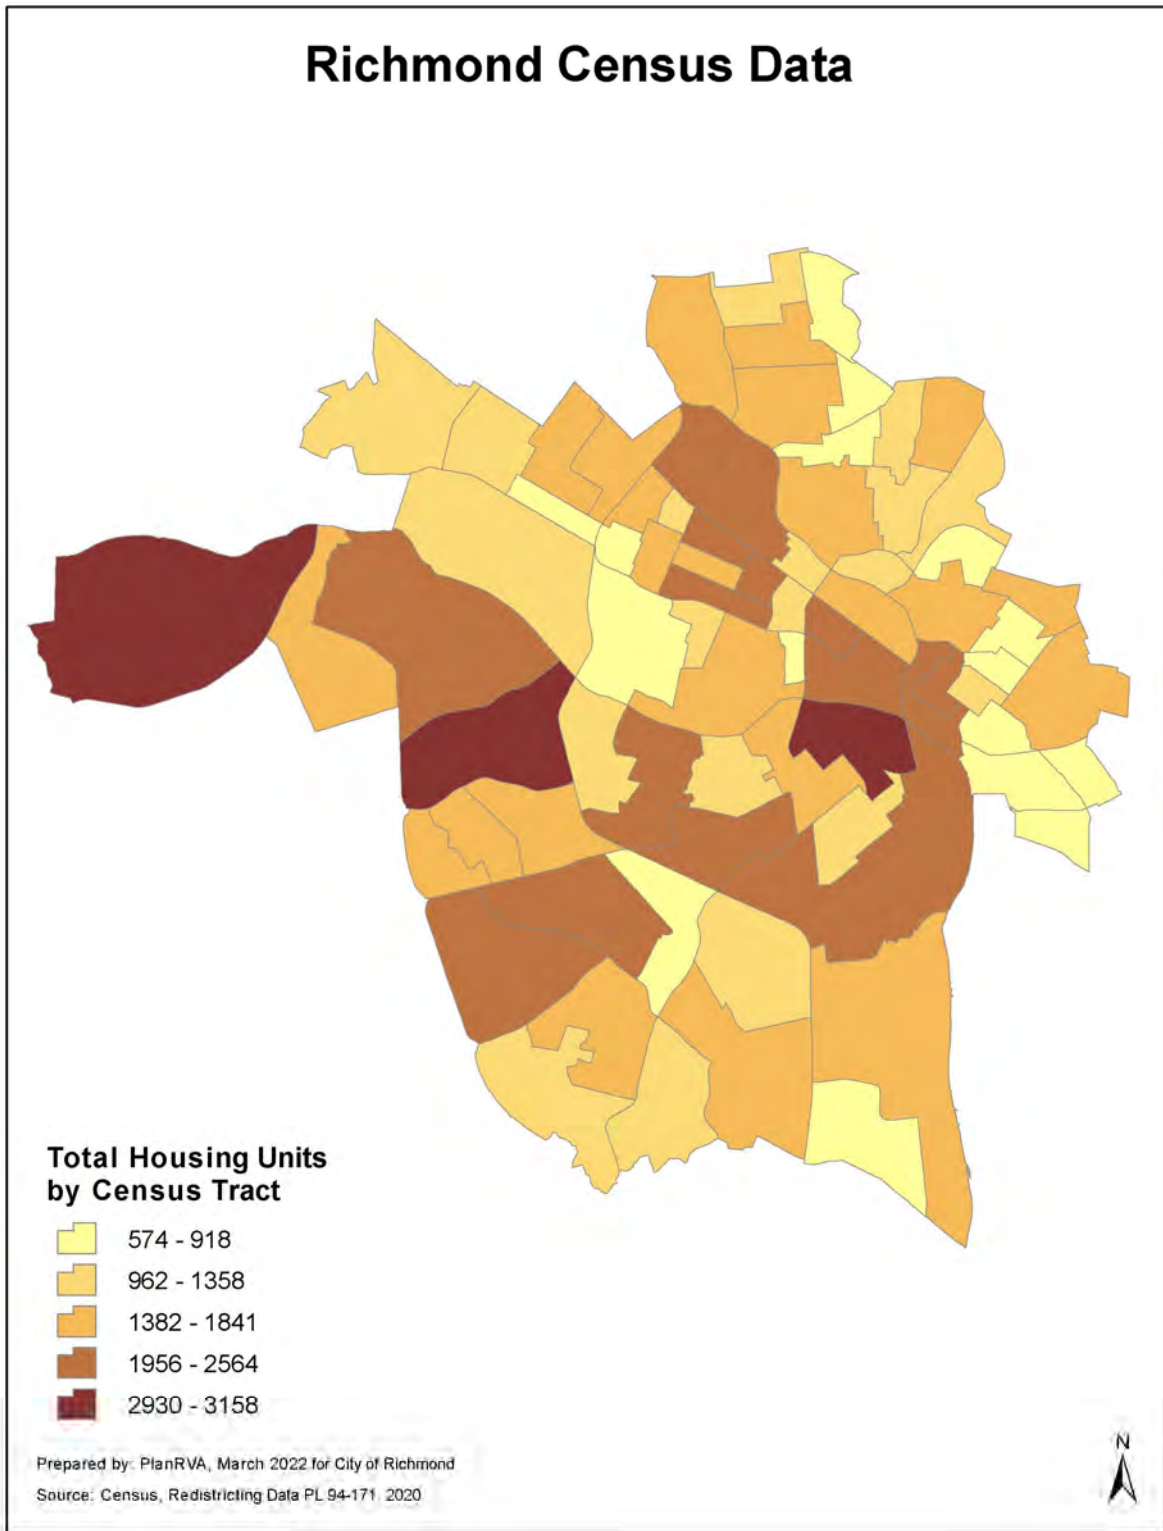 Richmond Census Data
Total Housing Units
by Census Tract
574 - 918
962 - 1358
1382 - 1841
1956 - 2564
2930 - 3158
Prepared by: PlanRVA, March 2022 for City of Richmond
Source: Census, Redistricting Data PL 94-171, 2020
N